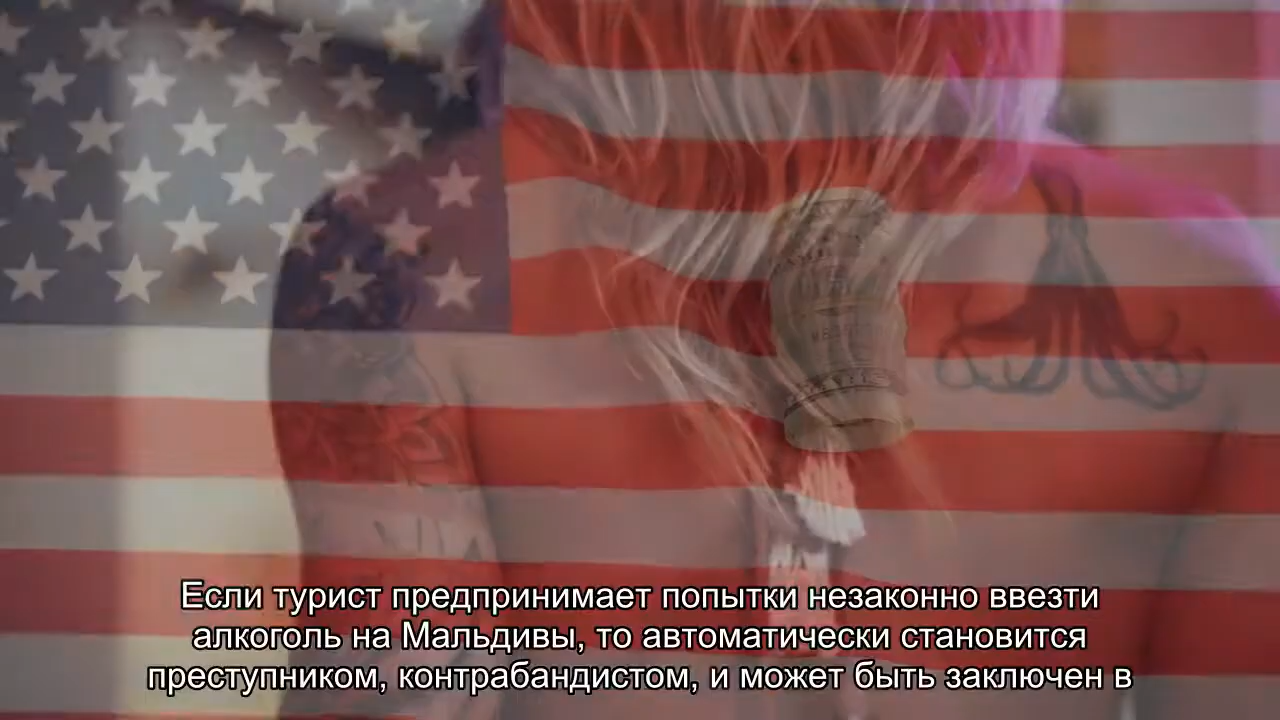 Если турист предпринимает попытки незаконно ввезти
алкоголь на Мальдивы, то автоматически становится
преступником, контрабандистом, и может быть заключен в